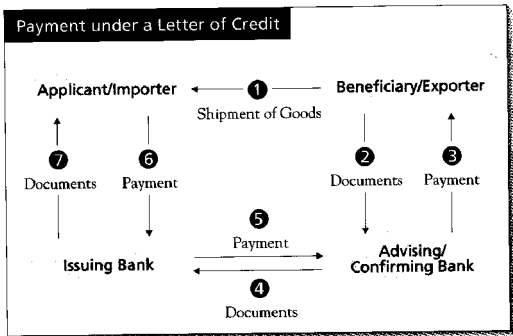 Payment under a Letter of Credit
Applicant/Importer
1
Beneficiary/Exporter
Shipment of Goods
7
6
2
3
Documents
Payment
Documents
Payment
5
Payment
Issuing Bank
Advising/
Confirming Bank
4
Documents